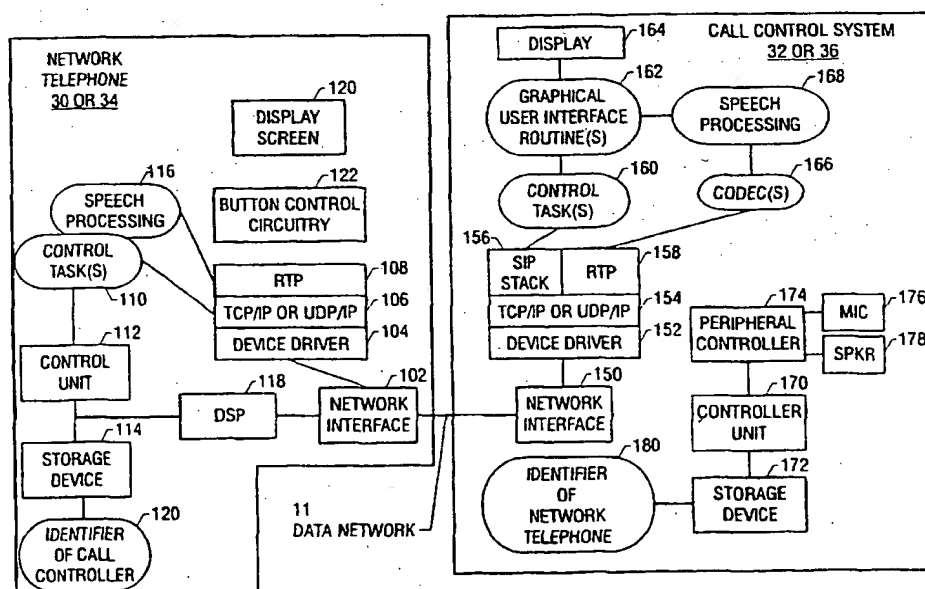 NETWORK
TELEPHONE
30 OR 34
120
DISPLAY
SCREEN
116
SPEECH
PROCESSING
122
BUTTON CONTROL
CIRCUITRY
CONTROL
TASK(S)
110
RTP
108
TCP/IP OR UDP/IP
106
DEVICE DRIVER
104
112
CONTROL
UNIT
118
DSP
102
NETWORK
INTERFACE
114
STORAGE
DEVICE
120
IDENTIFIER
OF CALL
CONTROLLER
11
DATA NETWORK
CALL CONTROL SYSTEM
32 OR 36
DISPLAY
164
162
GRAPHICAL
USER INTERFACE
ROUTINE(S)
168
SPEECH
PROCESSING
160
CONTROL
TASK(S)
166
CODEC(S)
156
SIP
STACK
RTP
158
TCP/IP OR UDP/IP
154
DEVICE DRIVER
152
150
NETWORK
INTERFACE
174
PERIPHERAL
CONTROLLER
MIC
176
SPKR
178
170
CONTROLLER
UNIT
172
STORAGE
DEVICE
180
IDENTIFIER
OF
NETWORK
TELEPHONE